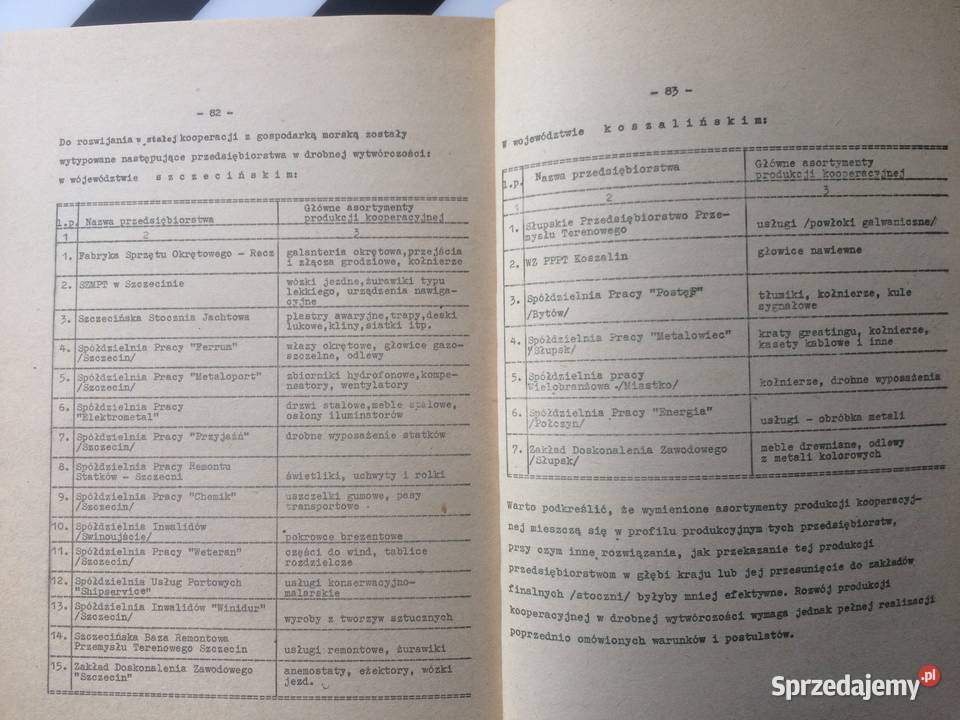 - 82 -
Do rozwijania w stałej kooperacji z gospodarką morską zostały
wytypowane następujące przedsiębiorstwa w drobnej wytwórczości:
w województwie s z c z e c i ń s k i m:
l.p. Nazwa przedsiębiorstwa Główne asortymenty
produkcji kooperacyjnej
1 2 3
1. Fabryka Sprzętu Okrętowego - Recz galanteria okrętowa,przejścia
i złącza grodziowe, kołnierze
2. SZMPT w Szczecinie wózki jezdne,żurawiki typu
lekkiego, urządzenia nawiga-
cyjne
3. Szczecińska Stocznia Jachtowa plastry awaryjne,trapy,deski
lukowe,kliny,siatki itp.
4. Spółdzielnia Pracy "Ferrum" włazy okrętowe, głowice gazo-
/Szczecin/ szczelne, odlewy
5. Spółdzielnia Pracy "Metaloport" zbiorniki hydrofonowe,kompe-
/Szczecin/ nsatory, wentylatory
6. Spółdzielnia Pracy drzwi stalowe,meble stalowe,
"Elektrometal" osłony iluminatorów
7. Spółdzielnia Pracy "Przyjaźń" drobne wyposażenie statków
/Szczecin/
8. Spółdzielnia Pracy Remontu
Statków - Szczecni świetliki, uchwyty i rolki
9. Spółdzielnia Pracy "Chemik" uszczelki gumowe, pasy
/Szczecin/ transportowe
10. Spółdzielnia Inwalidów
/Swinoujście/ pokrowce brezentowe
11. Spółdzielnia Pracy "Weteran" części do wind, tablice
/Szczecin/ rozdzielcze
12. Spółdzielnia Usług Portowych usługi konserwacyjno-
"Shipservice" malarskie
13. Spółdzielnia Inwalidów "Winidur"
/Szczecin/ wyroby z tworzyw sztucznych
14. Szczecińska Baza Remontowa
Przemysłu Terenowego Szczecin usługi remontowe, żurawiki
15. Zakład Doskonalenia Zawodowego anemostaty, eżektory, wózki
"Szczecin" jezd.
- 83 -
W województwie k o s z a l i ń s k i m:
l.p. Nazwa przedsiębiorstwa Główne asortymenty
produkcji kooperacyjnej
1 2 3
1. Słupskie Przedsiębiorstwo Prze-
mysłu Terenowego usługi /powłoki galwaniczne/
2. WZ PPPT Koszalin głowice nawiewne
3. Spółdzielnia Pracy "Postęp" tłumiki, kołnierze, kule
/Bytów/ sygnałowe
4. Spółdzielnia Pracy "Metalowiec" kraty greatingu, kołnierze,
/Słupsk/ kasety kablowe i inne
5. Spółdzielnia pracy
Wielobranżowa /Miastko/ kołnierze, drobne wyposażenia
6. Spółdzielnia Pracy "Energia"
/Połczyn/ usługi - obróbka metali
7. Zakład Doskonalenia Zawodowego meble drewniane, odlewy
/Słupsk/ z metali kolorowych
Warto podkreślić, że wymienione asortymenty produkcji kooperacyj-
nej mieszczą się w profilu produkcyjnym tych przedsiębiorstw,
przy czym inne rozwiązania, jak przekazanie tej produkcji
przedsiębiorstwom w głębi kraju lub jej przesunięcie do zakładów
finalnych /stoczni/ byłyby mniej efektywne. Rozwój produkcji
kooperacyjnej w drobnej wytwórczości wymaga jednak pełnej realizacji
poprzednio omówionych warunków i postulatów.
Sprzedajemy.pl